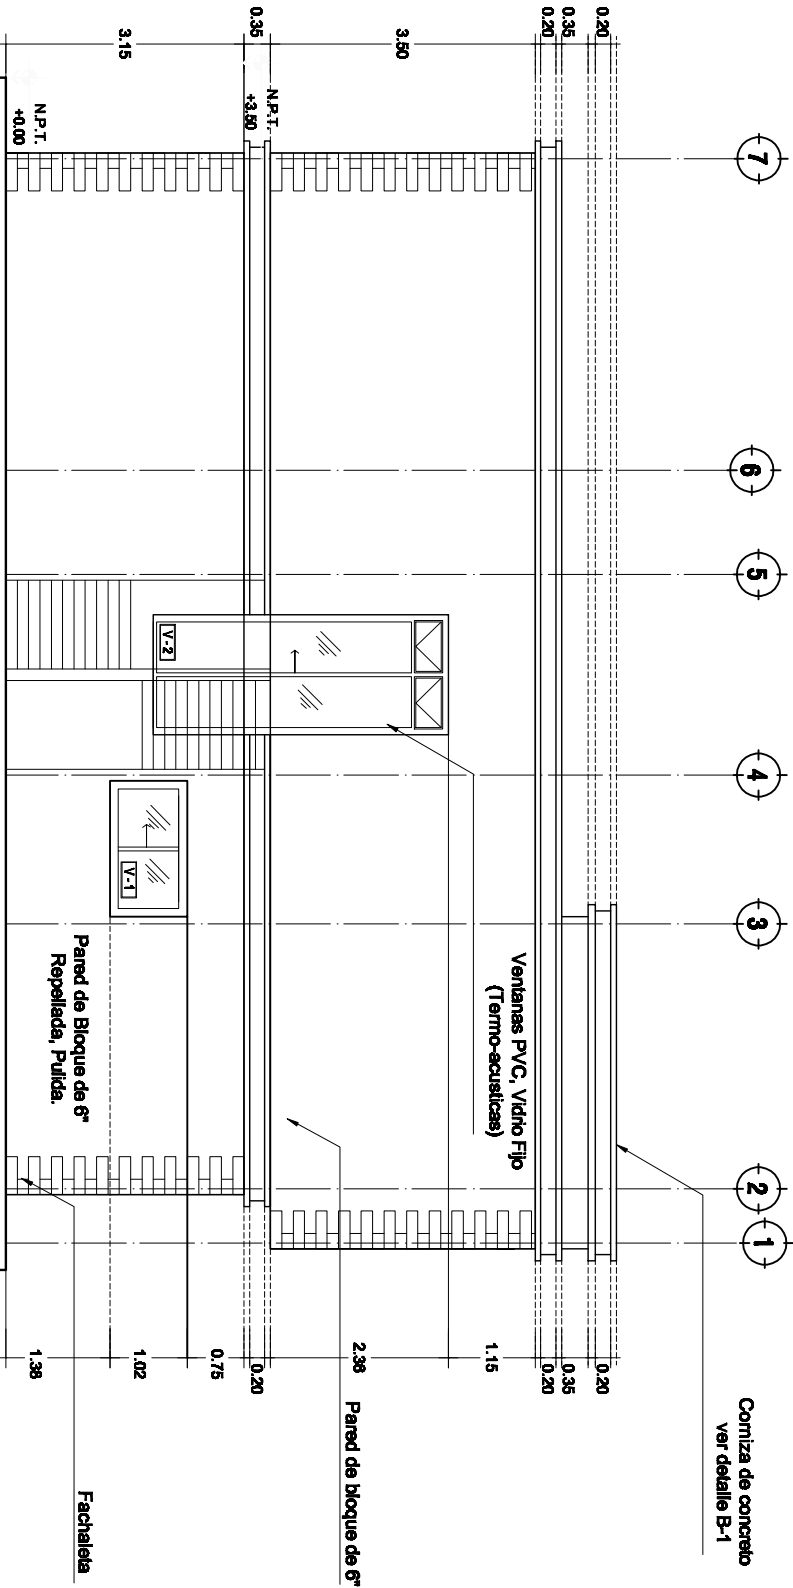 7
6
5
4
3
2
1
0.20
0.35
0.20
3.50
0.35
3.15
N.P.T.
+3.50
N.P.T.
+0.00
V-2
V-1
Ventanas PVC, Vidrio Fijo
(Termo-acusticas)
Pared de Bloque de 6"
Repellada, Pulida.
Corniza de concreto
ver detalle B-1
Pared de bloque de 6"
Fachaleta
0.20
0.35
0.20
1.15
2.36
0.20
0.75
1.02
1.38